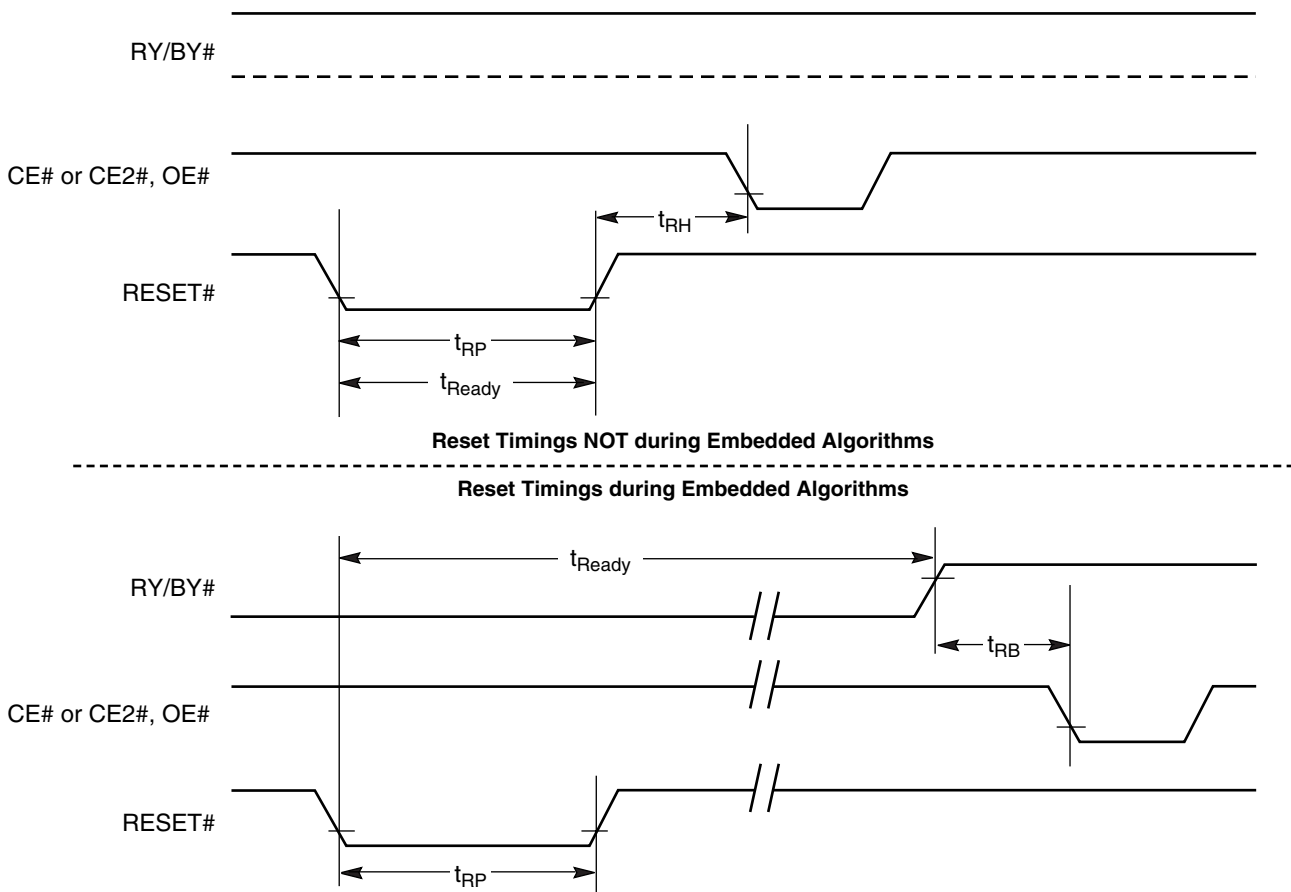 RY/BY#
CE# or CE2#, OE#
tRH
RESET#
tRP
tReady
Reset Timings NOT during Embedded Algorithms
Reset Timings during Embedded Algorithms
tReady
RY/BY#
tRB
CE# or CE2#, OE#
RESET#
tRP